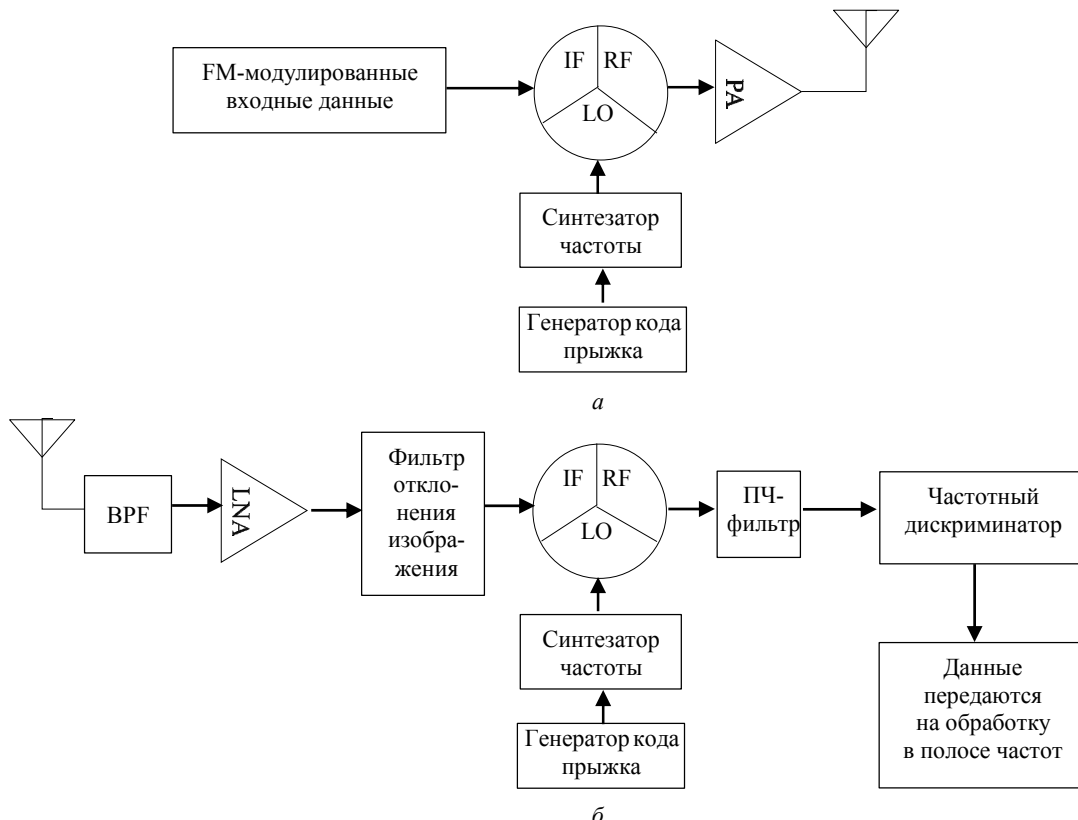 FM-модулированные
входные данные
IF
RF
LO
PA
Синтезатор
частоты
Генератор кода
прыжка
а
BPF
LNA
Фильтр
откло-
нения
изобра-
жения
IF
RF
LO
ПЧ-
фильтр
Частотный
дискриминатор
Синтезатор
частоты
Генератор кода
прыжка
Данные
передаются
на обработку
в полосе частот
б